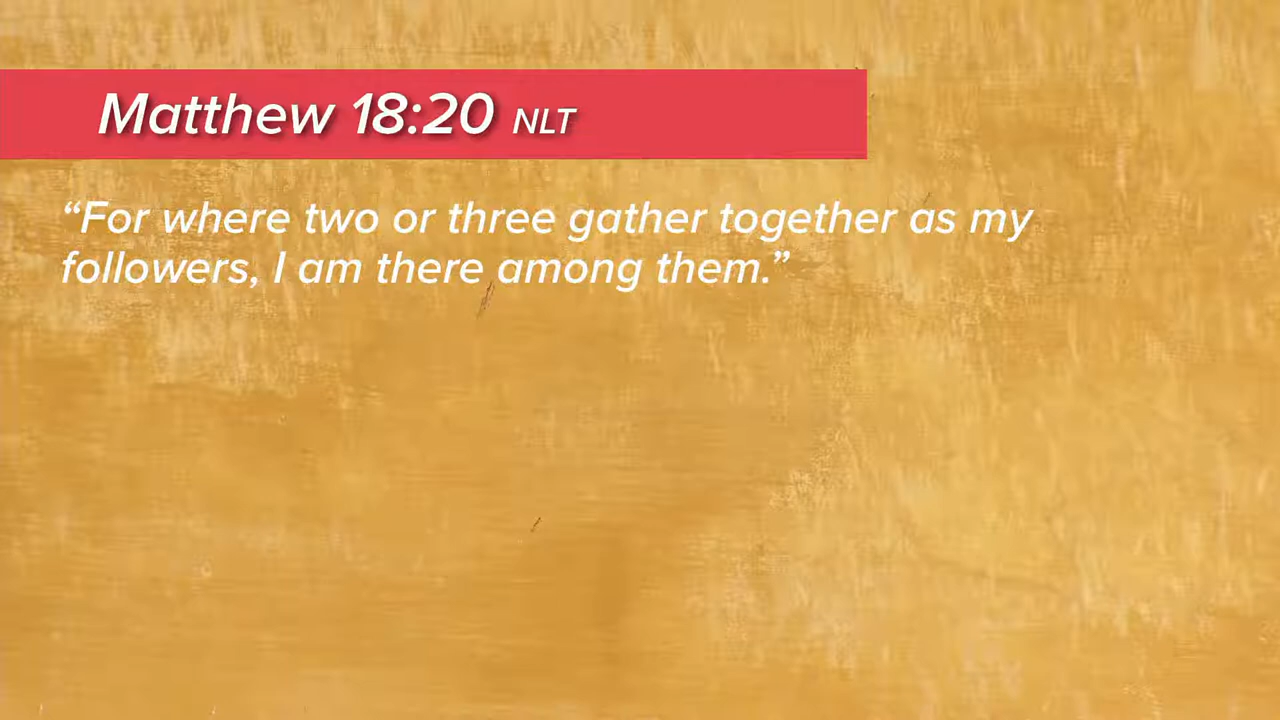 Matthew 18:20 NLT
“For where two or three gather together as my
followers, I am there among them.”